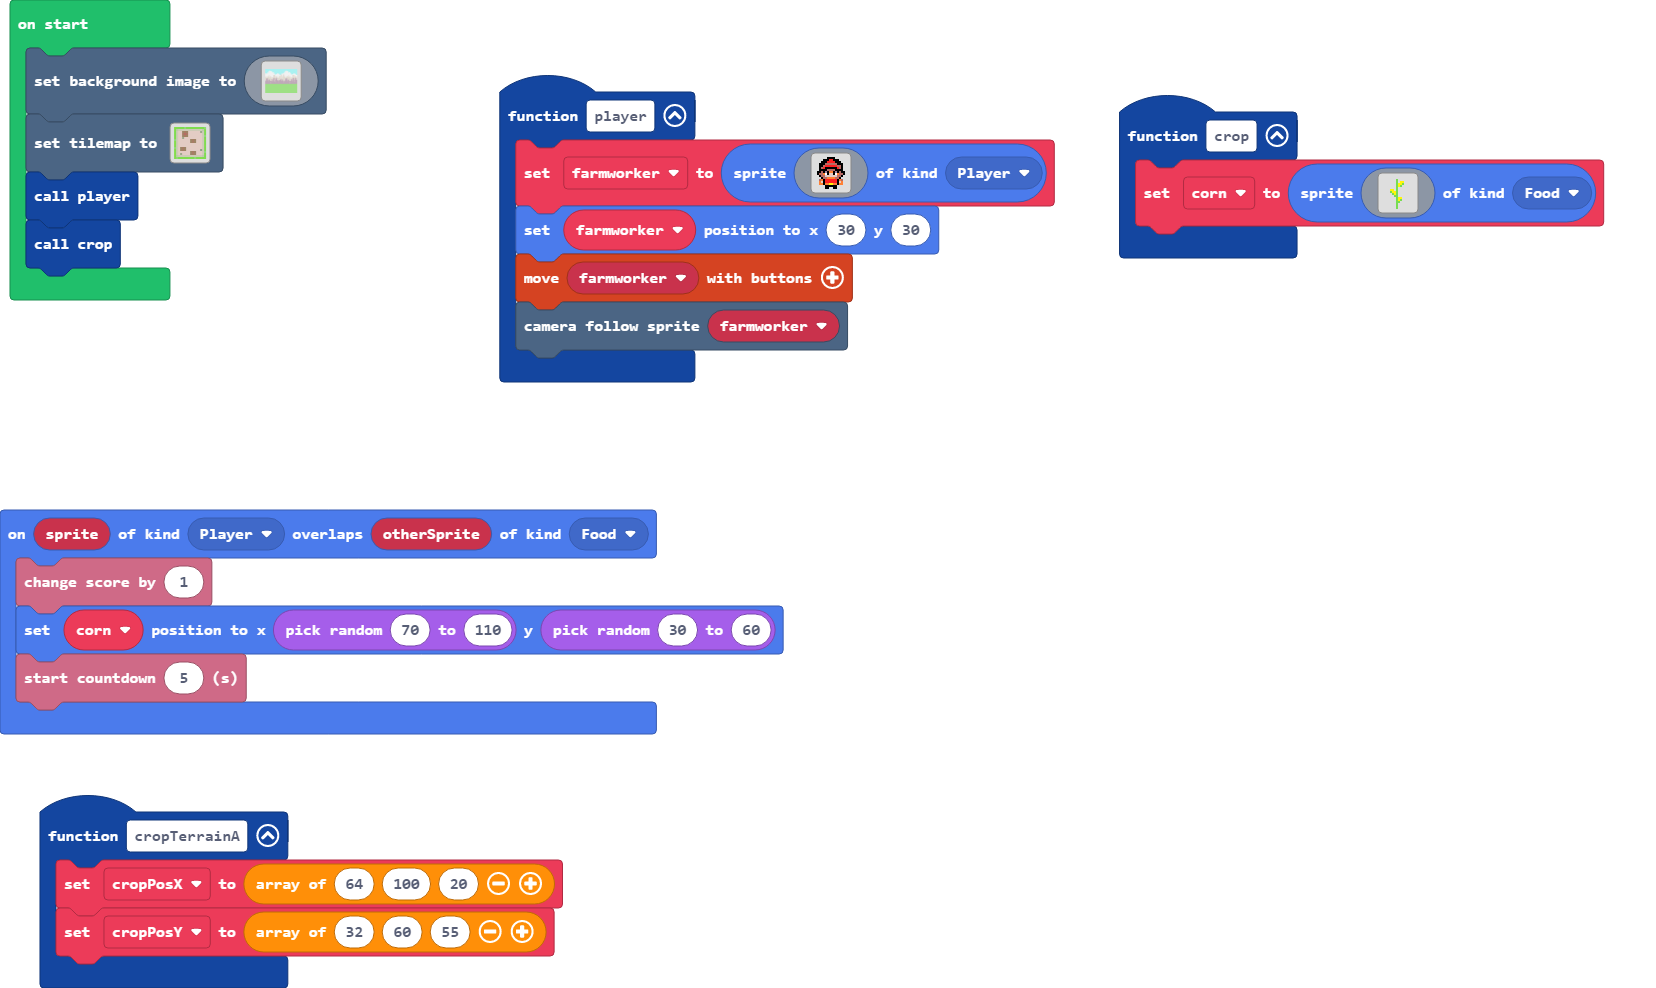 on start
set background image to
set tilemap to
call player
call crop
function player
set farmworker to sprite of kind Player
set farmworker position to x 30 y 30
move farmworker with buttons
camera follow sprite farmworker
function crop
set corn to sprite of kind Food
on sprite of kind Player overlaps otherSprite of kind Food
change score by 1
set corn position to x pick random 70 to 110 y pick random 30 to 60
start countdown 5 (s)
function cropTerrainA
set cropPosX to array of 64 100 20
set cropPosY to array of 32 60 55